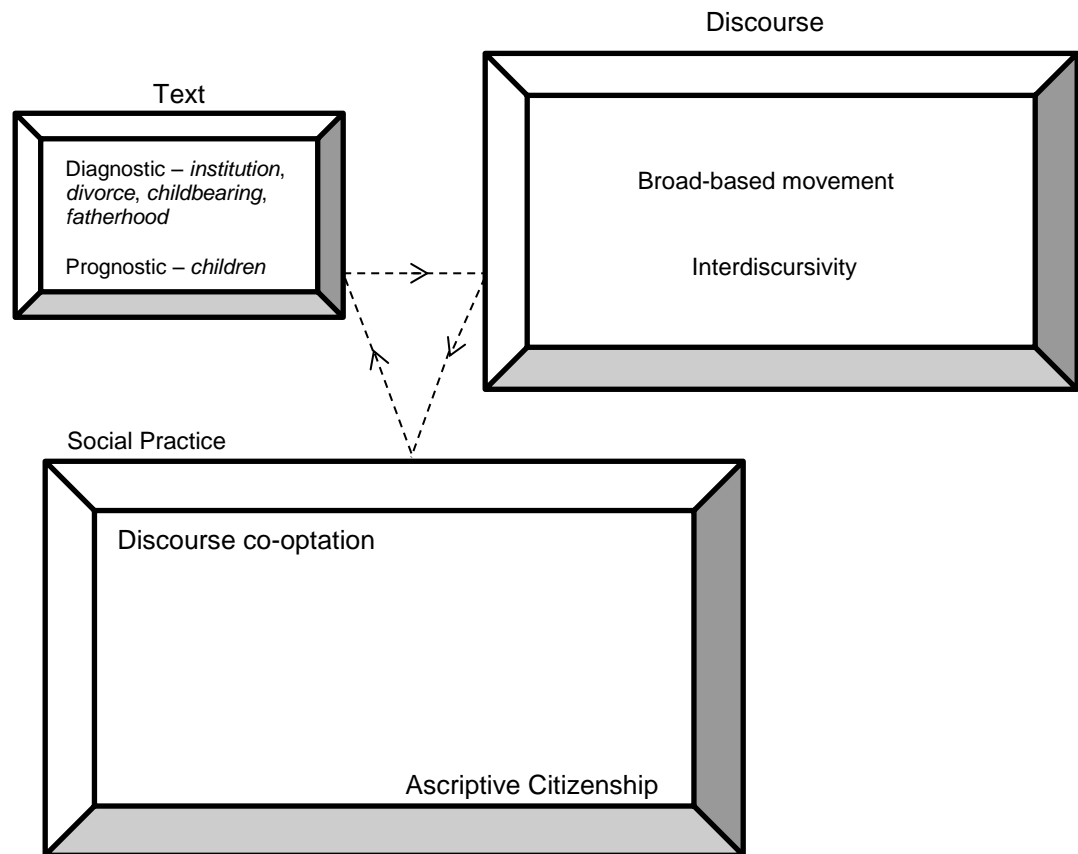 Discourse
Text
Diagnostic – institution,
divorce, childbearing,
fatherhood
Prognostic – children
Broad-based movement
Interdiscursivity
Social Practice
Discourse co-optation
Ascriptive Citizenship